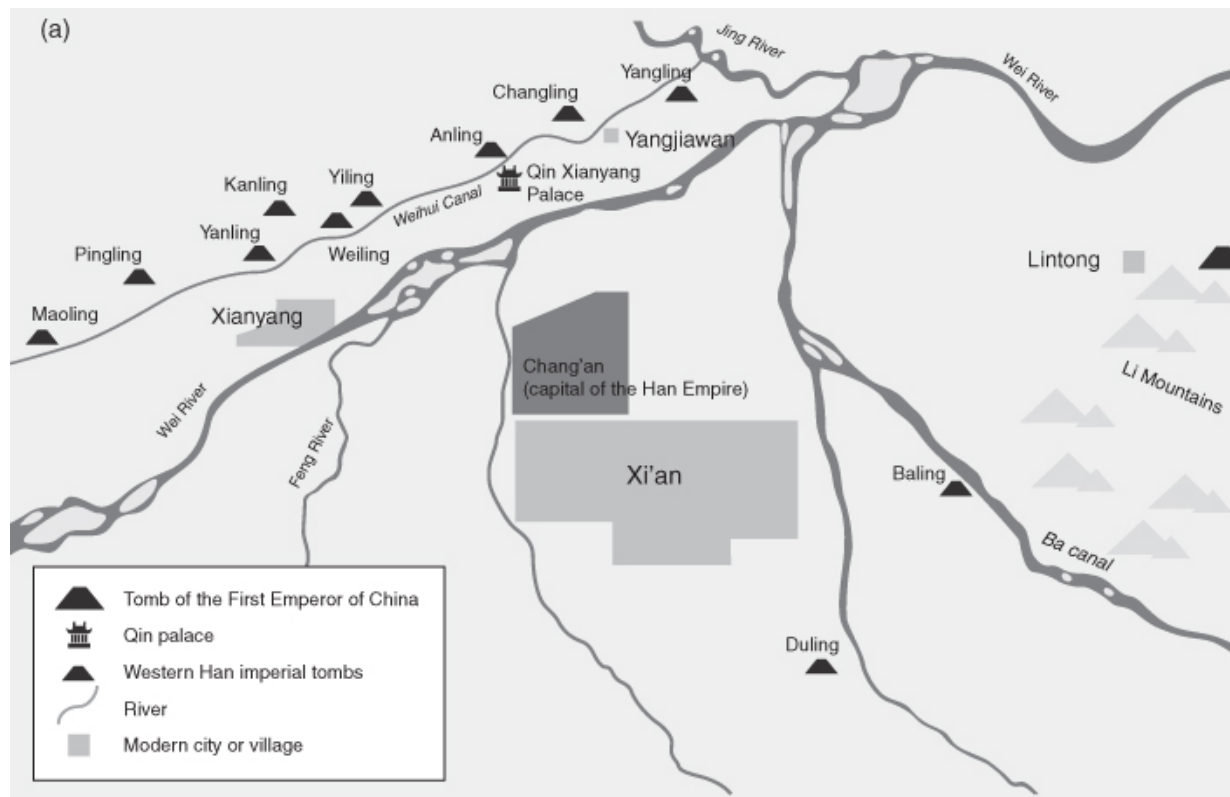 (a)
Jing River
Wei River
Yangling
Changling
Yangjiawan
Anling
Qin Xianyang
Palace
Yiling
Kanling
Weihui Canal
Yanling
Weiling
Pingling
Lintong
Maoling
Xianyang
Chang'an
(capital of the Han Empire)
Li Mountains
Wei River
Feng River
Xi'an
Baling
Ba canal
Duling
Tomb of the First Emperor of China
Qin palace
Western Han imperial tombs
River
Modern city or village